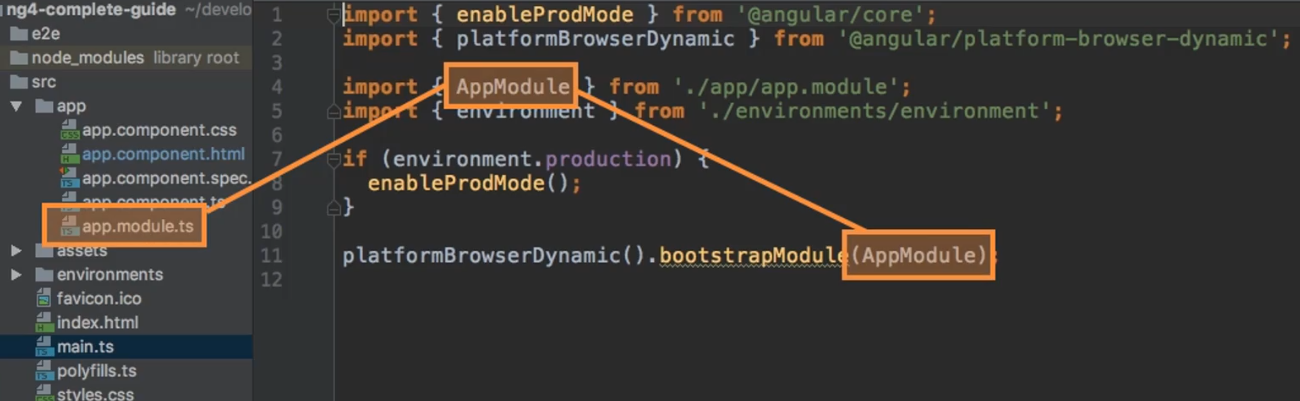 ng4-complete-guide ~/develo
e2e
node_modules library root
src
app
app.component.css
app.component.html
app.component.spec.
app.component.ts
app.module.ts
assets
environments
favicon.ico
index.html
main.ts
polyfills.ts
styles.css
1 import { enableProdMode } from '@angular/core';
2 import { platformBrowserDynamic } from '@angular/platform-browser-dynamic';
3
4 import { AppModule } from './app/app.module';
5 import { environment } from './environments/environment';
6
7 if (environment.production) {
8 enableProdMode();
9 }
10
11 platformBrowserDynamic().bootstrapModule(AppModule);
12